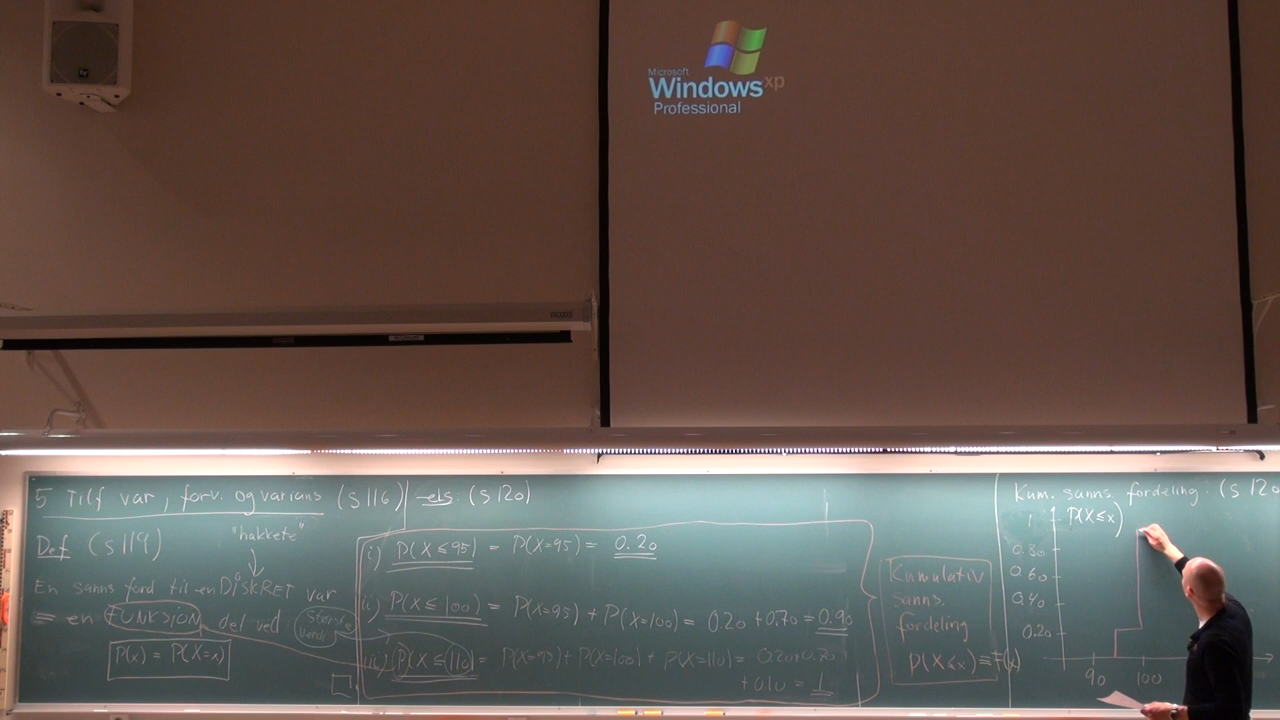 Microsoft
Windows xp
Professional
5 Tilf var, forv. og varians (s 116)
Def (s 119)
"hakkete"
En sanns ford til en DISKRET var
= en FUNKSJON def ved
P(x) = P(X=x)
største
verdi
eks: (s 120)
i) P(X ≤ 95) = P(X=95) = 0.20
ii) P(X ≤ 100) = P(X=95) + P(X=100) = 0.20 + 0.70 = 0.90
iii) P(X ≤ 110) = P(X=95) + P(X=100) + P(X=110) = 0.20+0.70
+0.10 = 1
Kumulativ
sanns.
fordeling
P(X ≤ x) ≡ F(x)
Kum. sanns. fordeling: (s 120
P(X ≤ x)
1
0.80
0.60
0.40
0.20
90
100